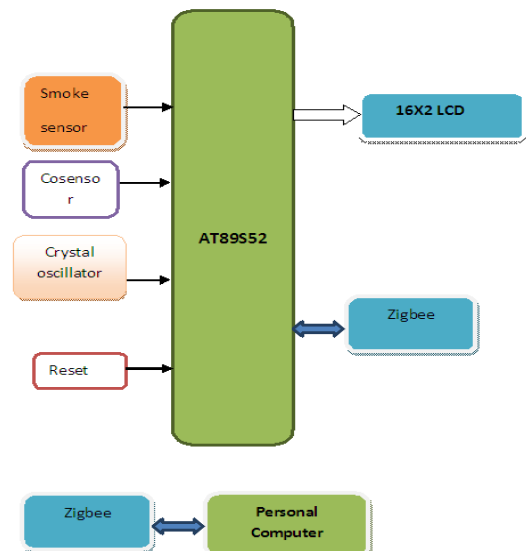 Smoke
sensor
Cosenso
r
Crystal
oscillator
Reset
AT89S52
16X2 LCD
Zigbee
Zigbee
Personal
Computer